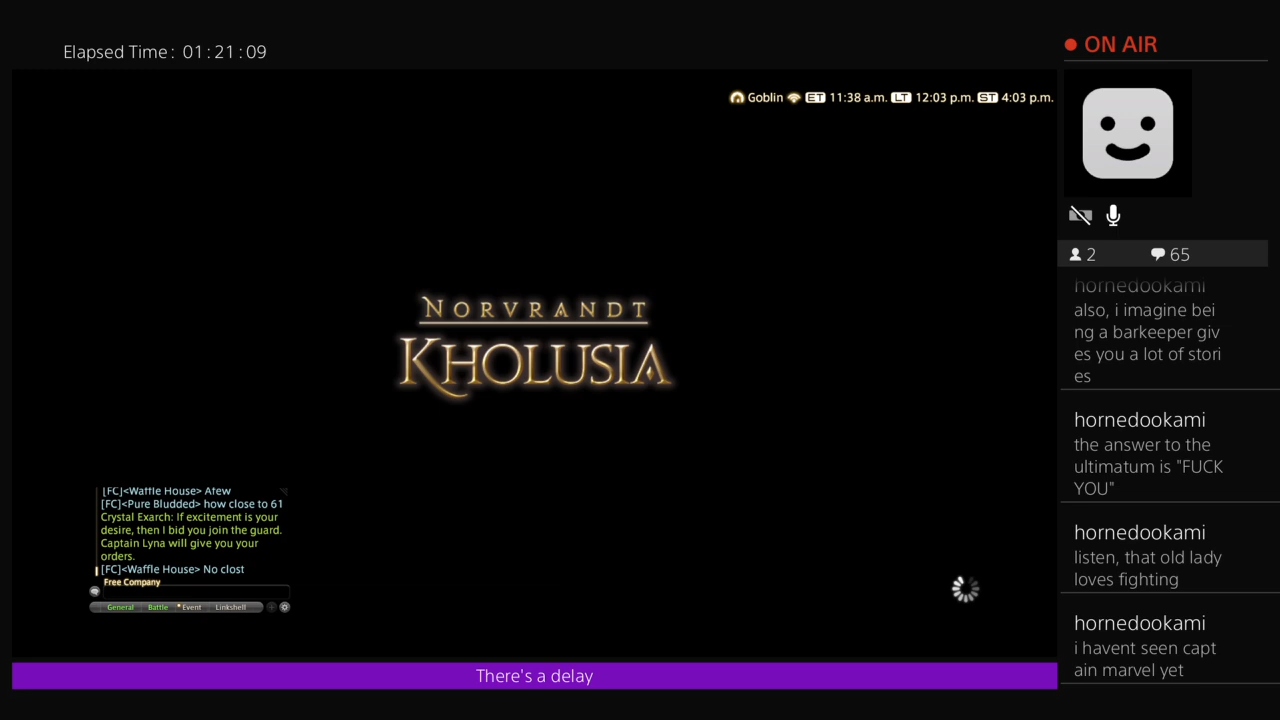 Elapsed Time: 01:21:09
ON AIR
Goblin ET 11:38 a.m. LT 12:03 p.m. ST 4:03 p.m.
2 65
hornedookami
also, i imagine bei
ng a barkeeper giv
es you a lot of stori
es
NORVRANDT
KHOLUSIA
hornedookami
the answer to the
ultimatum is "FUCK
YOU"
[FC]<Waffle House> Afew
[FC]<Pure Bludded> how close to 61
Crystal Exarch: If excitement is your
desire, then I bid you join the guard.
Captain Lyna will give you your
orders.
[FC]<Waffle House> No clost
Free Company
General Battle Event Linkshell
hornedookami
listen, that old lady
loves fighting
hornedookami
i havent seen capt
ain marvel yet
There's a delay